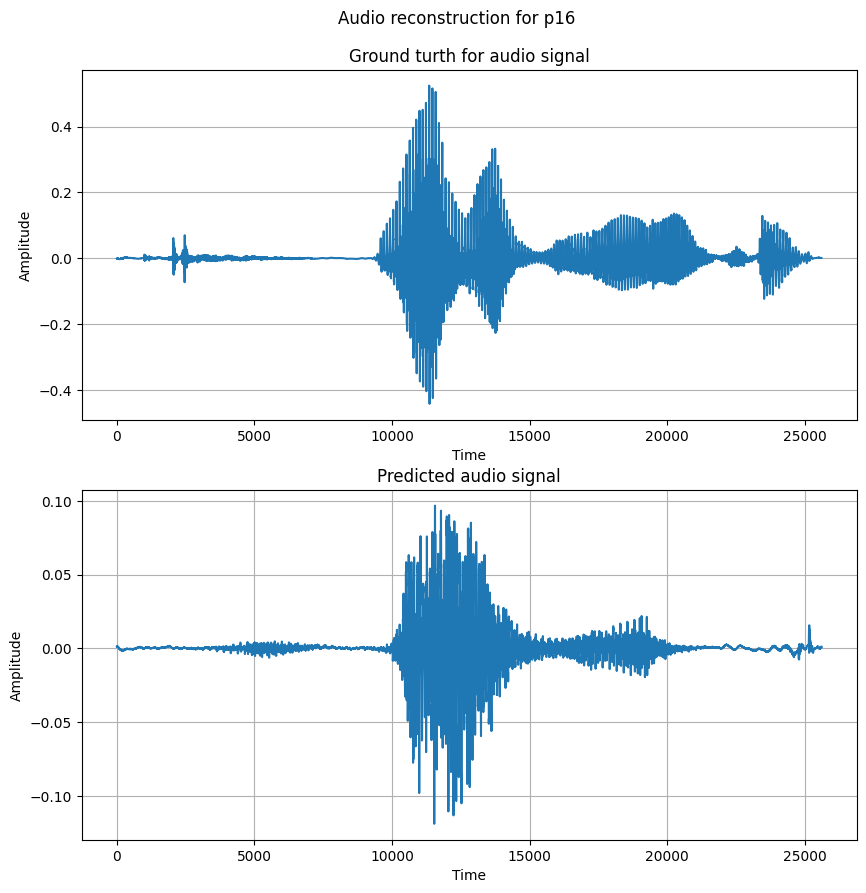 Audio reconstruction for p16
Ground turth for audio signal
0.4
0.2
0.0
−0.2
−0.4
Amplitude
0 5000 10000 15000 20000 25000
Time
Predicted audio signal
0.10
0.05
0.00
−0.05
−0.10
Amplitude
0 5000 10000 15000 20000 25000
Time